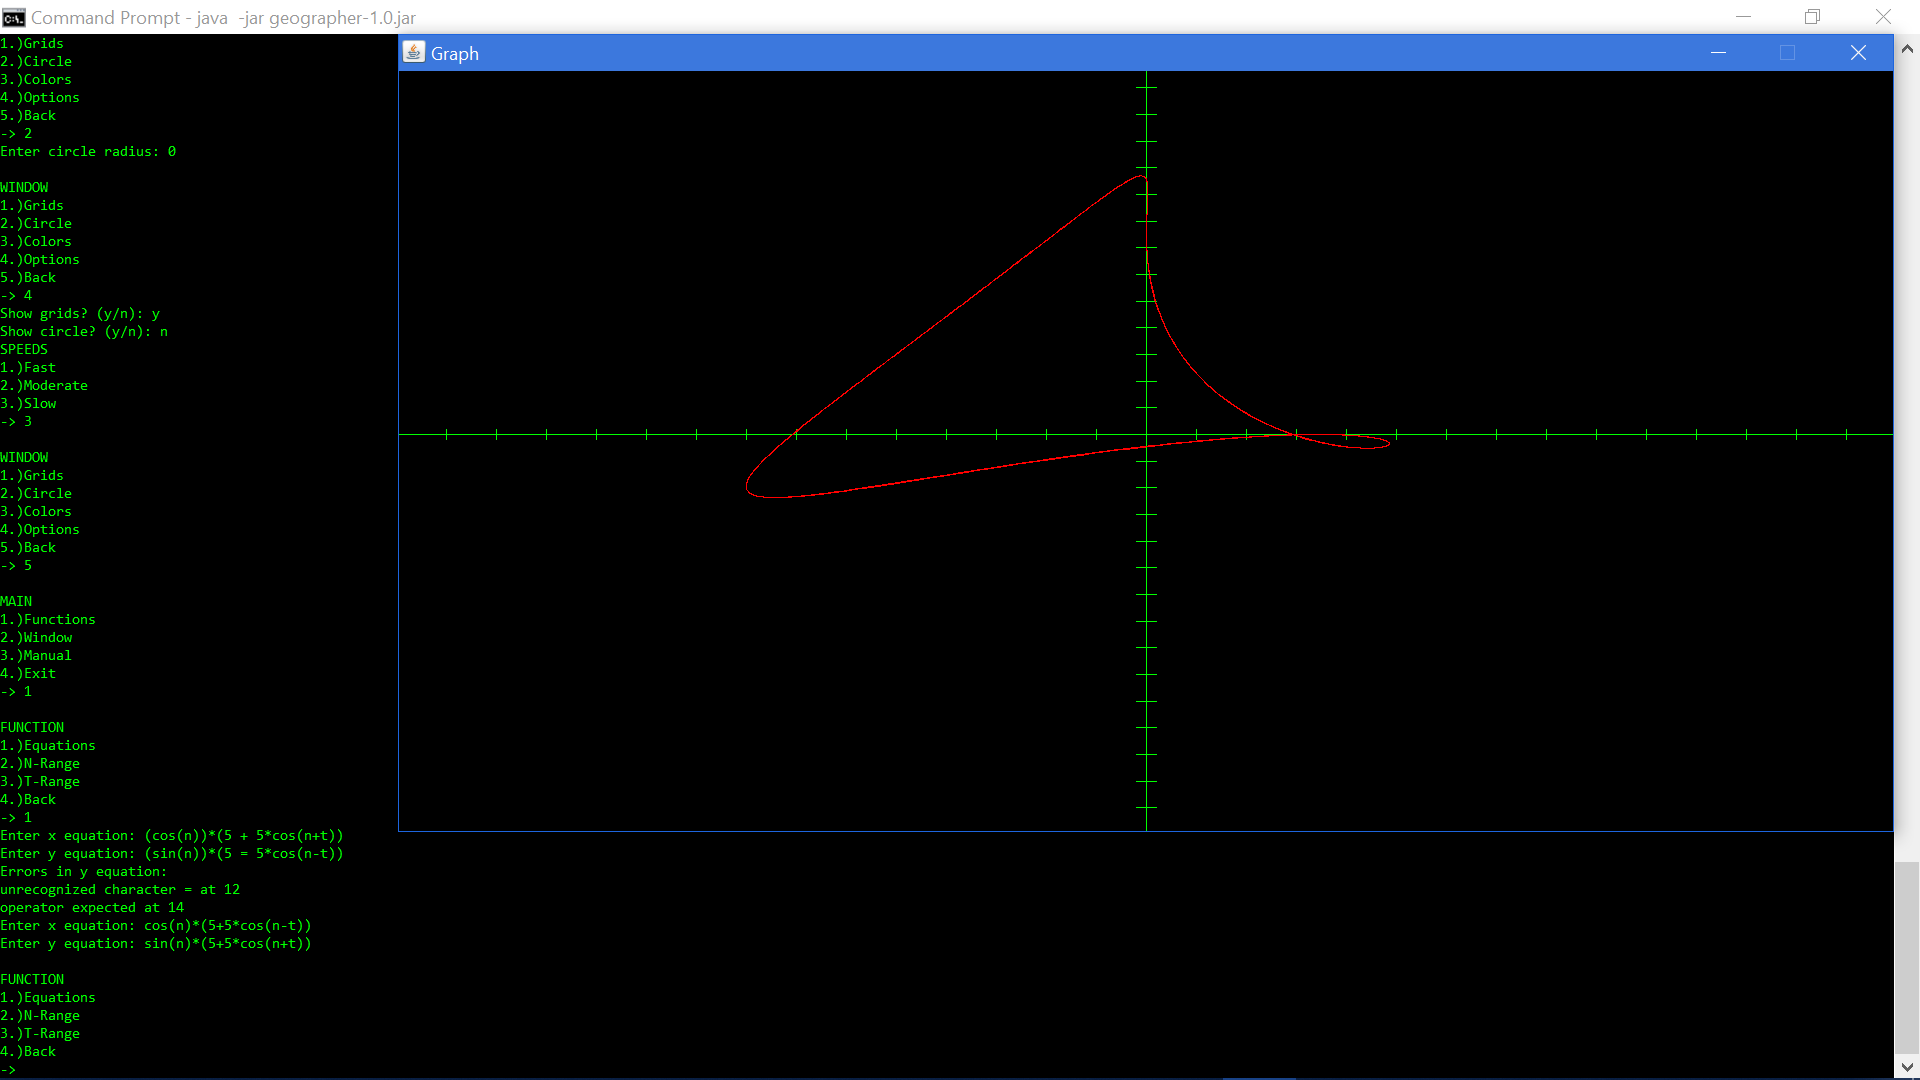 Command Prompt - java  -jar geographer-1.0.jar
1.)Grids
2.)Circle
3.)Colors
4.)Options
5.)Back
-> 2
Enter circle radius: 0
WINDOW
1.)Grids
2.)Circle
3.)Colors
4.)Options
5.)Back
-> 4
Show grids? (y/n): y
Show circle? (y/n): n
SPEEDS
1.)Fast
2.)Moderate
3.)Slow
-> 3
WINDOW
1.)Grids
2.)Circle
3.)Colors
4.)Options
5.)Back
-> 5
MAIN
1.)Functions
2.)Window
3.)Manual
4.)Exit
-> 1
FUNCTION
1.)Equations
2.)N-Range
3.)T-Range
4.)Back
-> 1
Enter x equation: (cos(n))*(5 + 5*cos(n+t))
Enter y equation: (sin(n))*(5 = 5*cos(n-t))
Errors in y equation:
unrecognized character = at 12
operator expected at 14
Enter x equation: cos(n)*(5+5*cos(n-t))
Enter y equation: sin(n)*(5+5*cos(n+t))
FUNCTION
1.)Equations
2.)N-Range
3.)T-Range
4.)Back
->
Graph